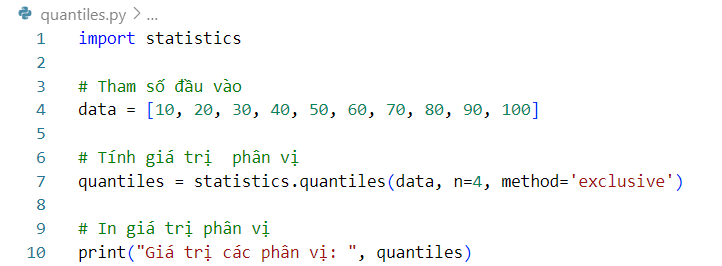 quantiles.py > ...
1 import statistics
2
3 # Tham số đầu vào
4 data = [10, 20, 30, 40, 50, 60, 70, 80, 90, 100]
5
6 # Tính giá trị  phân vị
7 quantiles = statistics.quantiles(data, n=4, method='exclusive')
8
9 # In giá trị phân vị
10 print("Giá trị các phân vị: ", quantiles)